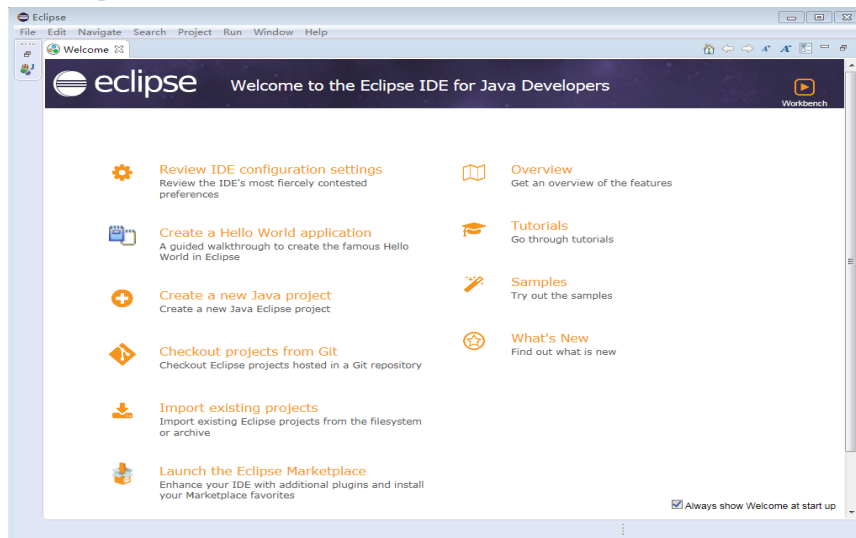 Eclipse
File Edit Navigate Search Project Run Window Help
Welcome
eclipse
Welcome to the Eclipse IDE for Java Developers
Workbench
Review IDE configuration settings
Review the IDE's most fiercely contested
preferences
Create a Hello World application
A guided walkthrough to create the famous Hello
World in Eclipse
Create a new Java project
Create a new Java Eclipse project
Checkout projects from Git
Checkout Eclipse projects hosted in a Git repository
Import existing projects
Import existing Eclipse projects from the filesystem
or archive
Launch the Eclipse Marketplace
Enhance your IDE with additional plugins and install
your Marketplace favorites
Overview
Get an overview of the features
Tutorials
Go through tutorials
Samples
Try out the samples
What's New
Find out what is new
Always show Welcome at start up